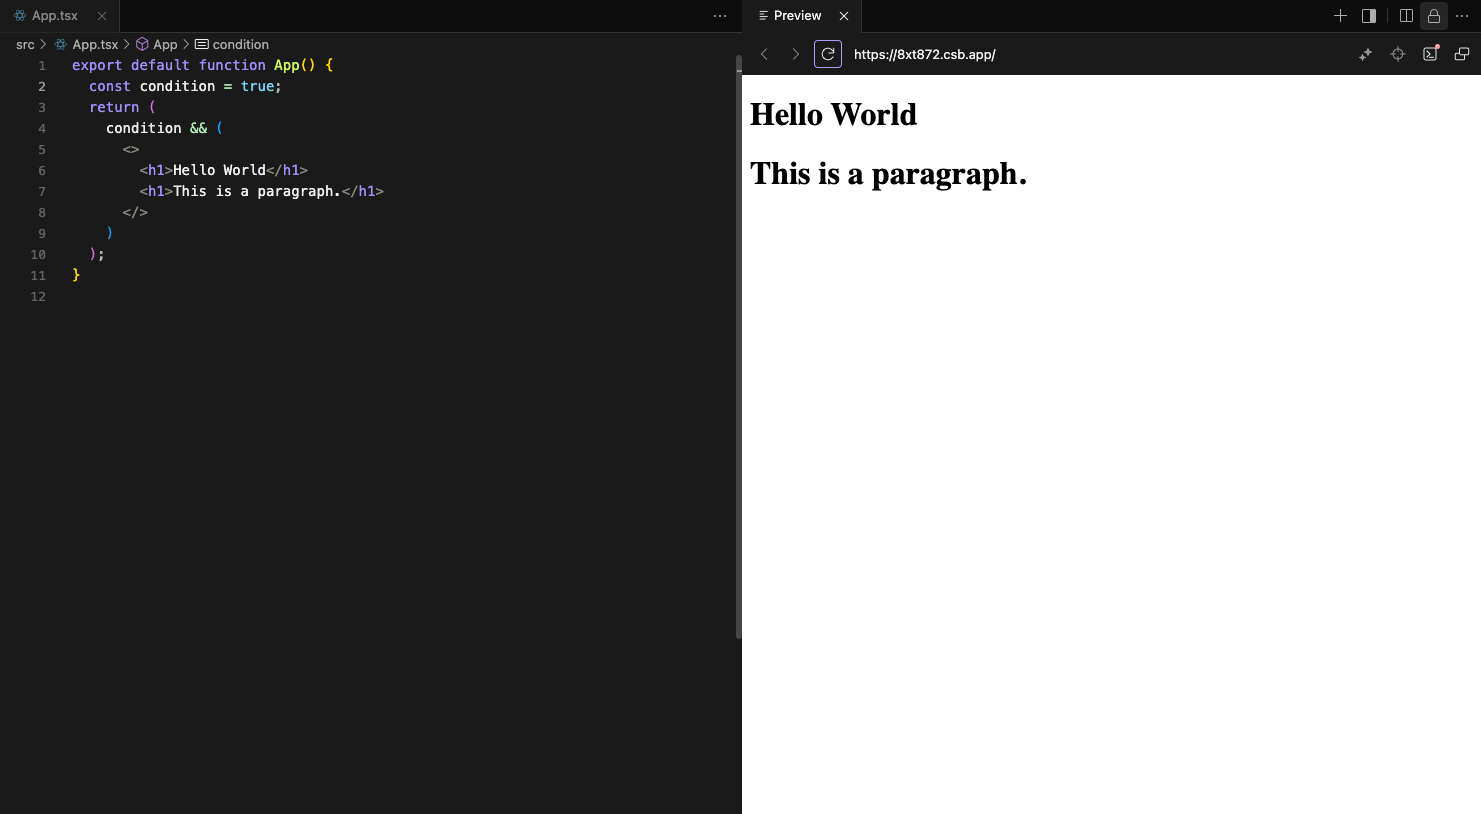 App.tsx
src > App.tsx > App > condition
1 export default function App() {
2   const condition = true;
3   return (
4     condition && (
5       <>
6         <h1>Hello World</h1>
7         <h1>This is a paragraph.</h1>
8       </>
9     )
10   );
11 }
12
Preview
https://8xt872.csb.app/
Hello World
This is a paragraph.